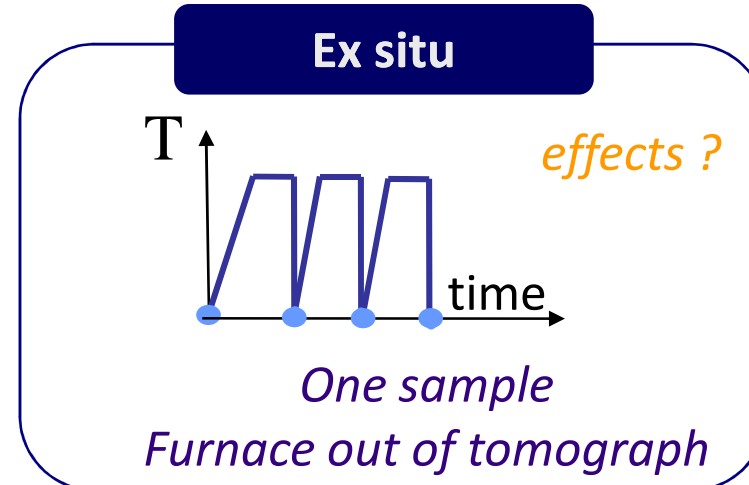 Ex situ
T
effects ?
time
One sample
Furnace out of tomograph